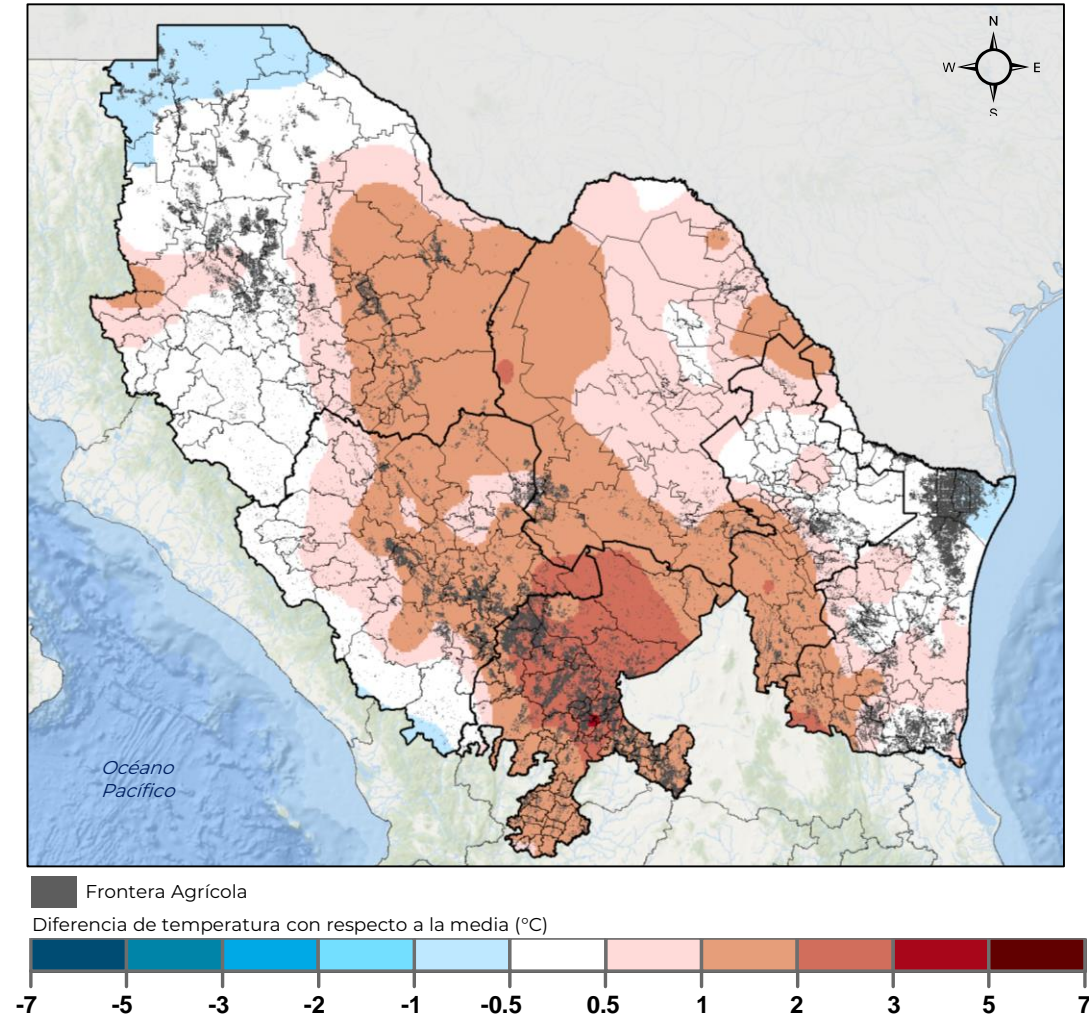 N
W
E
S
Océano
Pacífico
Frontera Agrícola
Diferencia de temperatura con respecto a la media (°C)
-7 -5 -3 -2 -1 -0.5 0.5 1 2 3 5 7